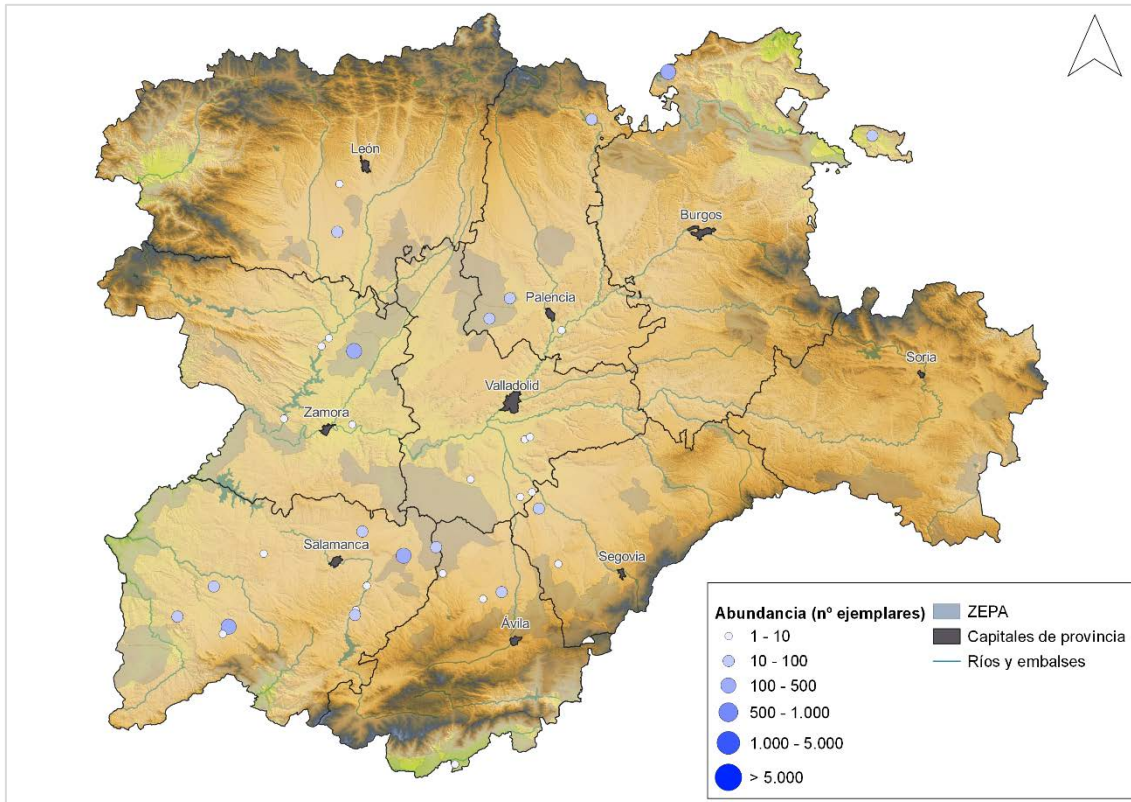 León
Burgos
Palencia
Soria
Valladolid
Zamora
Salamanca
Segovia
Ávila
Abundancia (nº ejemplares)
1 - 10
10 - 100
100 - 500
500 - 1.000
1.000 - 5.000
> 5.000
ZEPA
Capitales de provincia
Ríos y embalses